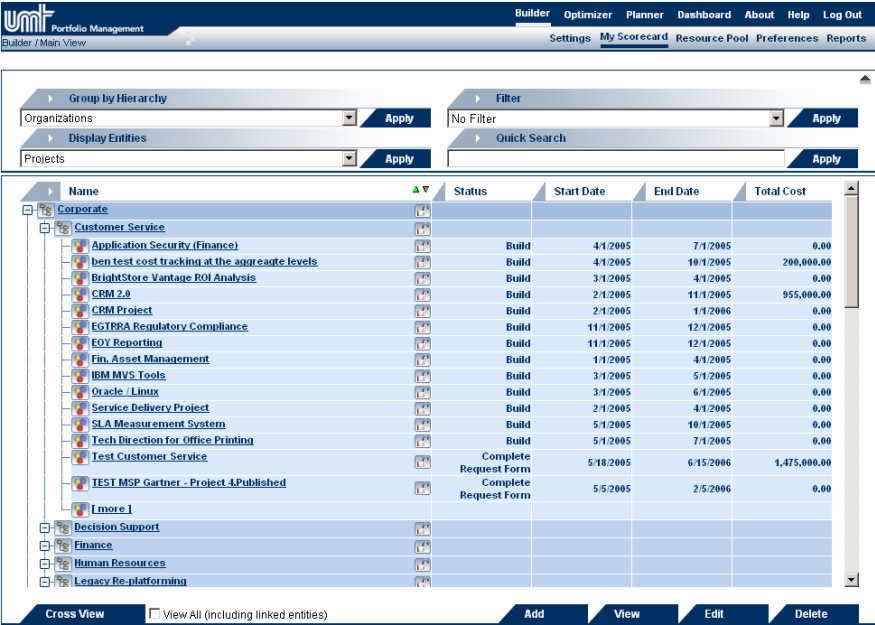 umt Portfolio Management
Builder Optimizer Planner Dashboard About Help Log Out
Builder / Main View
Settings My Scorecard Resource Pool Preferences Reports
Group by Hierarchy Filter
Organizations Apply No Filter Apply
Display Entities Quick Search
Projects Apply Apply
Name Status Start Date End Date Total Cost
Corporate
Customer Service
Application Security (Finance) Build 4/1/2005 7/1/2005 0.00
ben test cost tracking at the aggreagte levels Build 4/1/2005 10/1/2005 200,000.00
BrightStore Vantage ROI Analysis Build 3/1/2005 4/1/2005 0.00
CRM 2.0 Build 2/1/2005 11/1/2005 955,000.00
CRM Project Build 2/1/2005 1/1/2006 0.00
EGTRRA Regulatory Compliance Build 11/1/2005 12/1/2005 0.00
EOY Reporting Build 11/1/2005 12/1/2005 0.00
Fin. Asset Management Build 1/1/2005 4/1/2005 0.00
IBM MVS Tools Build 3/1/2005 5/1/2005 0.00
Oracle / Linux Build 3/1/2005 6/1/2005 0.00
Service Delivery Project Build 2/1/2005 4/1/2005 0.00
SLA Measurement System Build 5/1/2005 10/1/2005 0.00
Tech Direction for Office Printing Build 5/1/2005 7/1/2005 0.00
Test Customer Service Complete Request Form 5/18/2005 6/15/2006 1,475,000.00
TEST MSP Gartner - Project 4.Published Complete Request Form 5/5/2005 2/5/2006 0.00
[ more ]
Decision Support
Finance
Human Resources
Legacy Re-platforming
Cross View View All (including linked entities) Add View Edit Delete